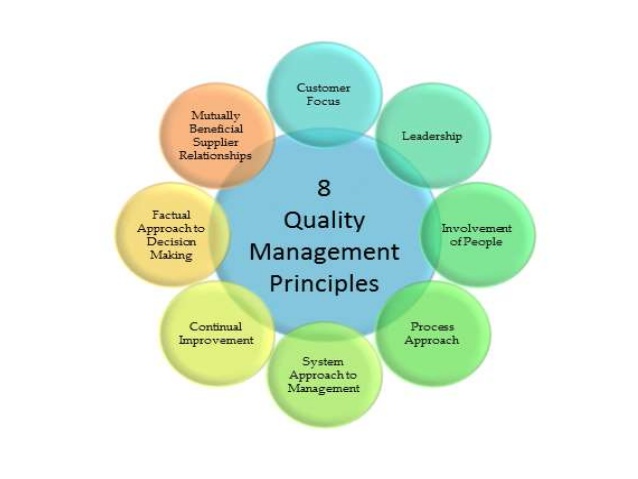 8
Quality
Management
Principles
Customer
Focus
Leadership
Involvement
of People
Process
Approach
System
Approach to
Management
Continual
Improvement
Factual
Approach to
Decision
Making
Mutually
Beneficial
Supplier
Relationships